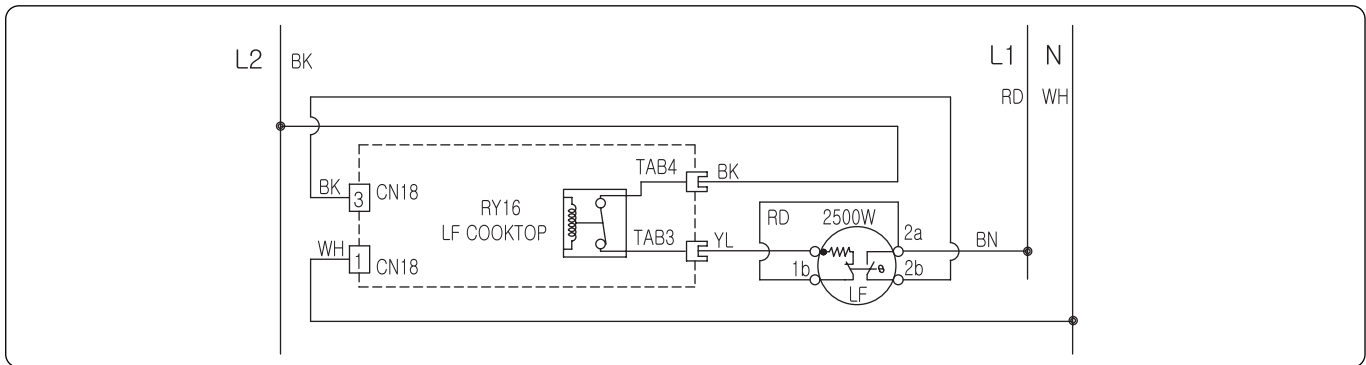 L2 BK
L1 N
RD WH
TAB4 BK
BK 3 CN18
RY16
LF COOKTOP
RD 2500W
2a
TAB3 YL
BN
WH 1 CN18
1b θ 2b
LF